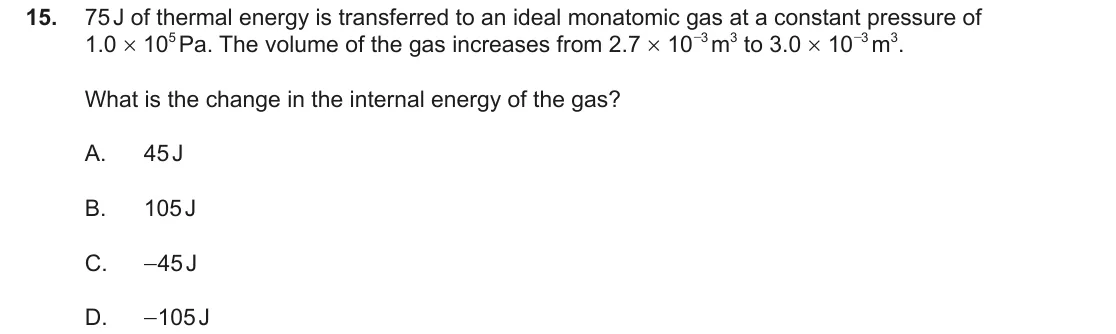 15. 75 J of thermal energy is transferred to an ideal monatomic gas at a constant pressure of
1.0 × 10⁵ Pa. The volume of the gas increases from 2.7 × 10⁻³ m³ to 3.0 × 10⁻³ m³.
What is the change in the internal energy of the gas?
A. 45 J
B. 105 J
C. –45 J
D. –105 J